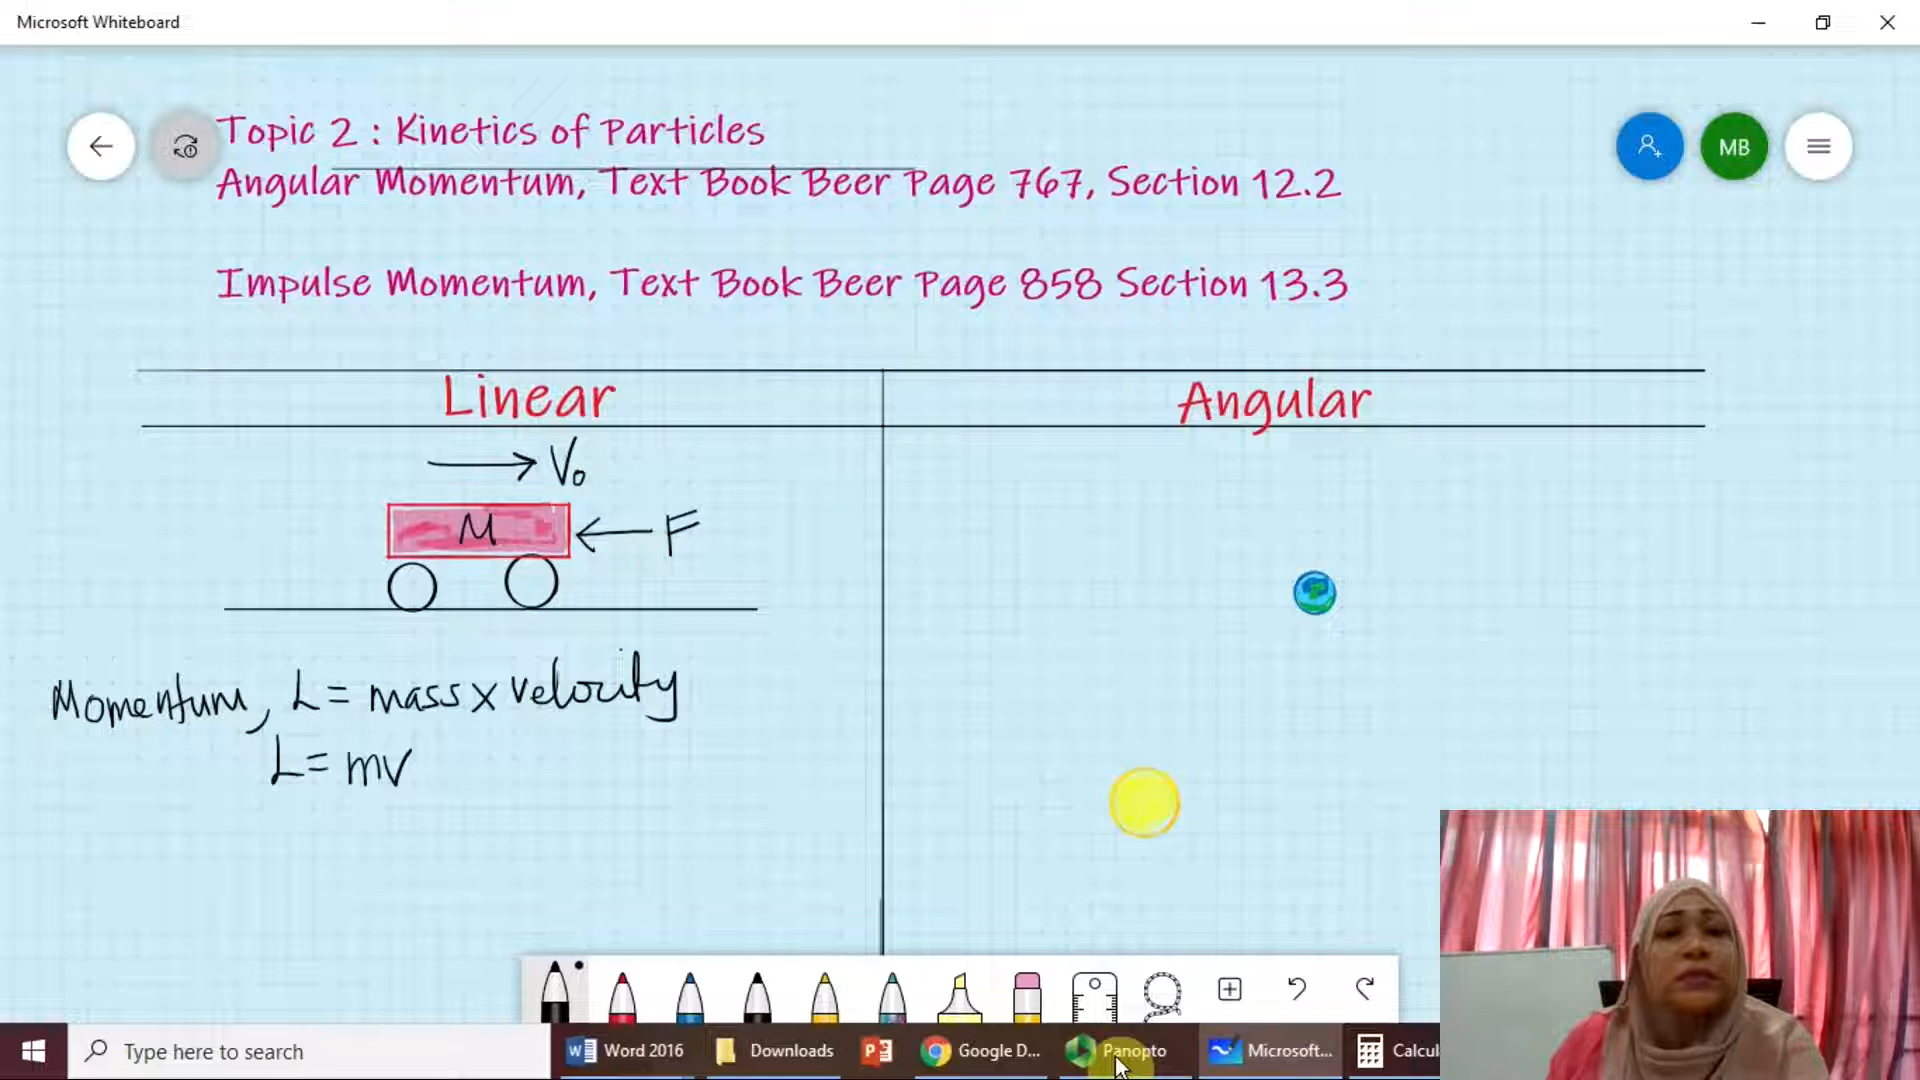 Microsoft Whiteboard
Topic 2 : Kinetics of Particles
Angular Momentum, Text Book Beer Page 767, Section 12.2
MB
Impulse Momentum, Text Book Beer Page 858 Section 13.3
Linear
Angular
V₀
M
F
Momentum, L = mass x velocity
L = mv
Type here to search
Word 2016
Downloads
Google D...
Panopto
Microsoft...
Calcul